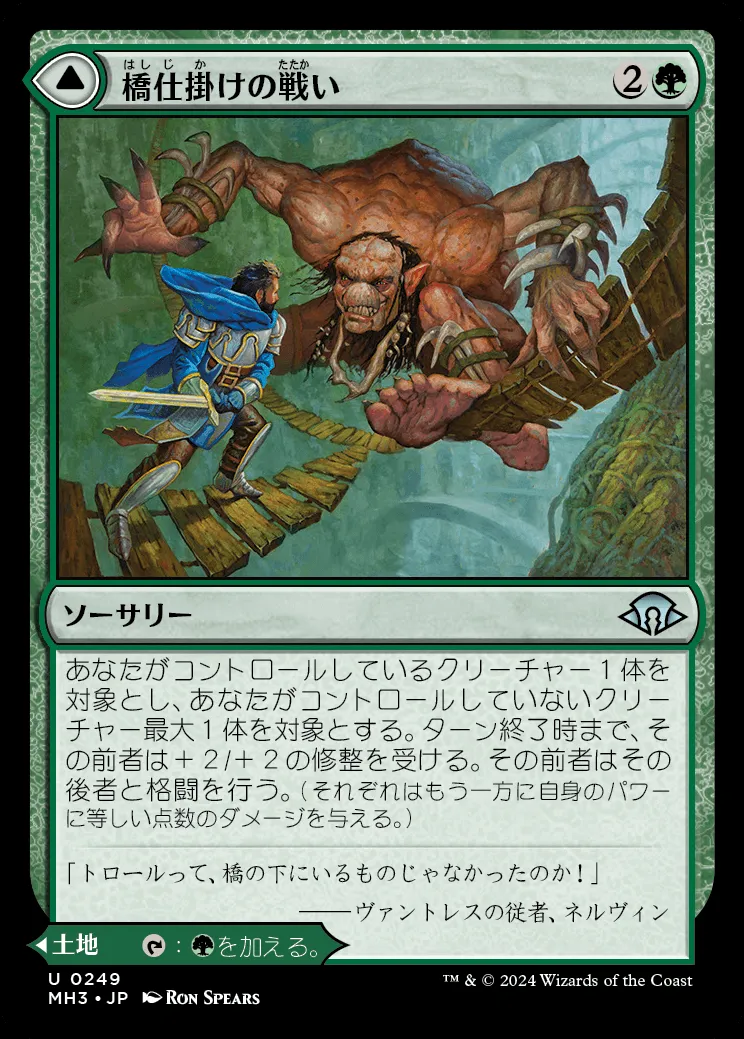 橋仕掛けの戦い
はしじか たたか
2
ソーサリー
あなたがコントロールしているクリーチャー１体を
対象とし、あなたがコントロールしていないクリー
チャー最大１体を対象とする。ターン終了時まで、そ
の前者は＋２/＋２の修整を受ける。その前者はその
後者と格闘を行う。（それぞれはもう一方に自身のパワー
に等しい点数のダメージを与える。）
「トロールって、橋の下にいるものじゃなかったのか！」
――ヴァントレスの従者、ネルヴィン
土地 ：を加える。
U 0249
MH3 • JP Ron Spears
™ & © 2024 Wizards of the Coast